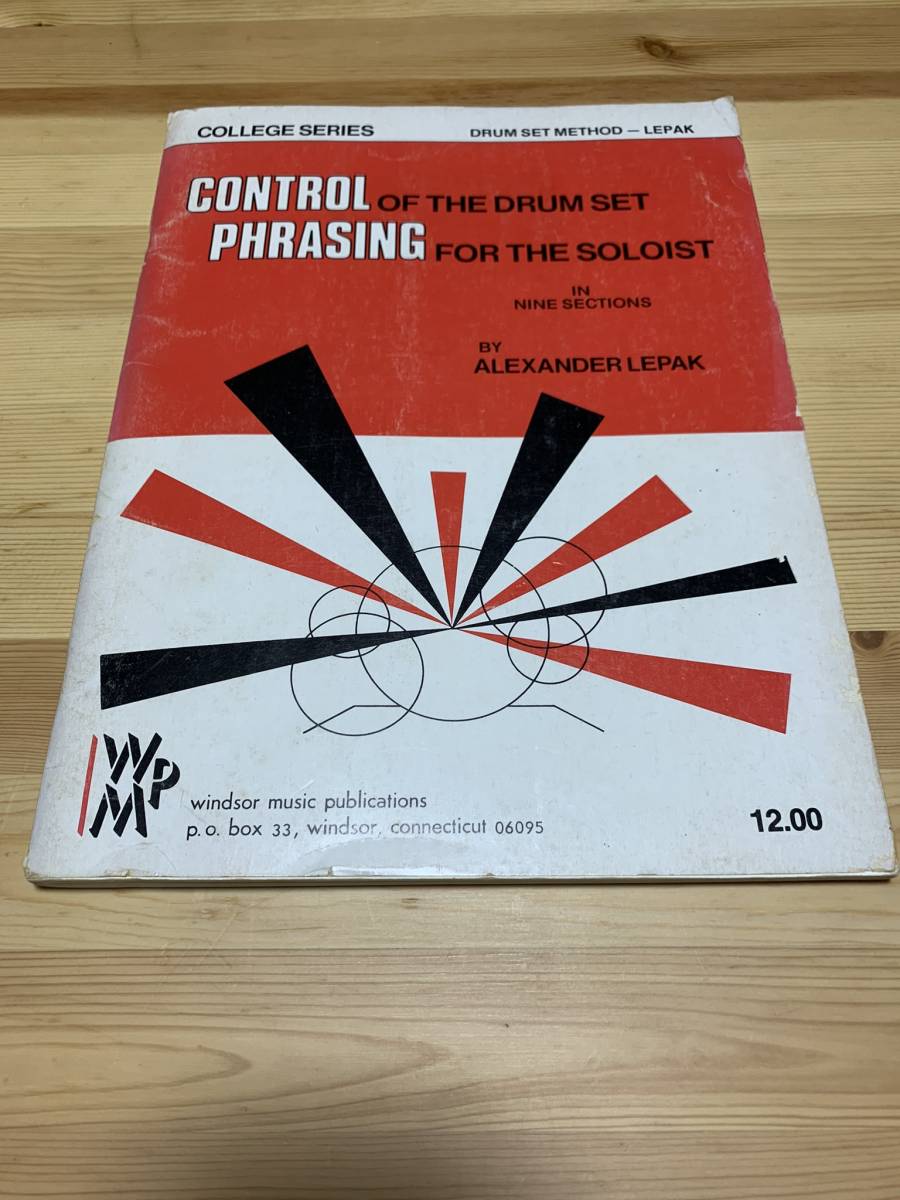 COLLEGE SERIES
DRUM SET METHOD — LEPAK
CONTROL OF THE DRUM SET
PHRASING FOR THE SOLOIST
IN
NINE SECTIONS
BY
ALEXANDER LEPAK
WMP
windsor music publications
p.o. box 33, windsor, connecticut 06095
12.00